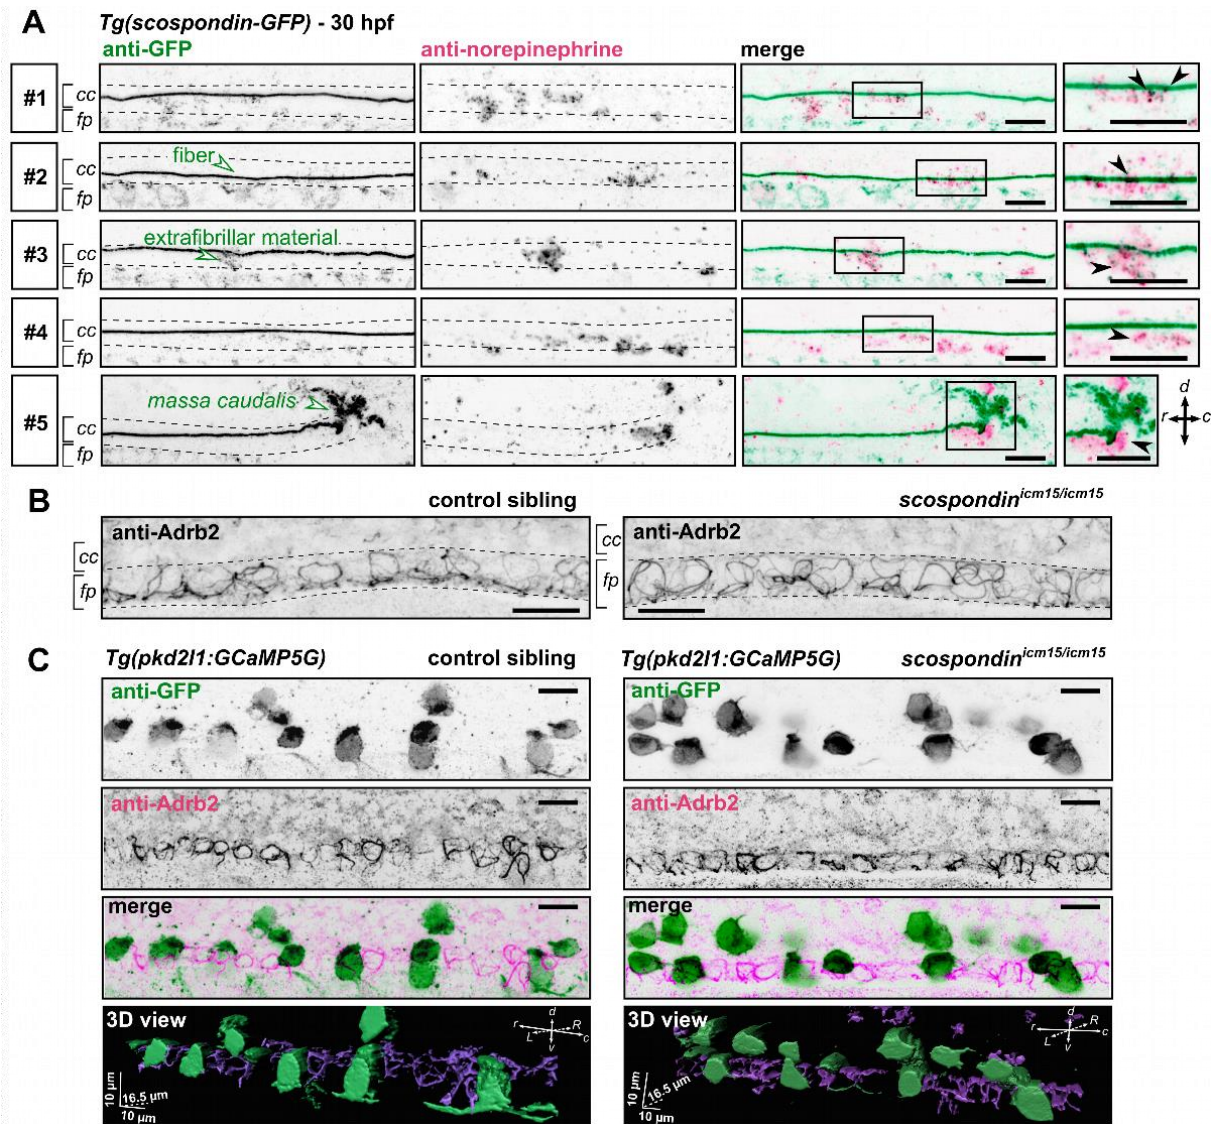 A
Tg(scospondin-GFP) - 30 hpf
anti-GFP anti-norepinephrine merge
#1 cc fp
#2 cc fp fiber
#3 cc fp extrafibrillar material
#4 cc fp
#5 cc fp massa caudalis d r c v
B control sibling scospondin icm15/icm15
cc fp anti-Adrb2 cc fp anti-Adrb2
C Tg(pkd2l1:GCaMP5G) control sibling Tg(pkd2l1:GCaMP5G) scospondin icm15/icm15
anti-GFP anti-GFP
anti-Adrb2 anti-Adrb2
merge merge
3D view d r R L c v 3D view d r R L c v
10 µm 16.5 µm 10 µm 10 µm 16.5 µm 10 µm